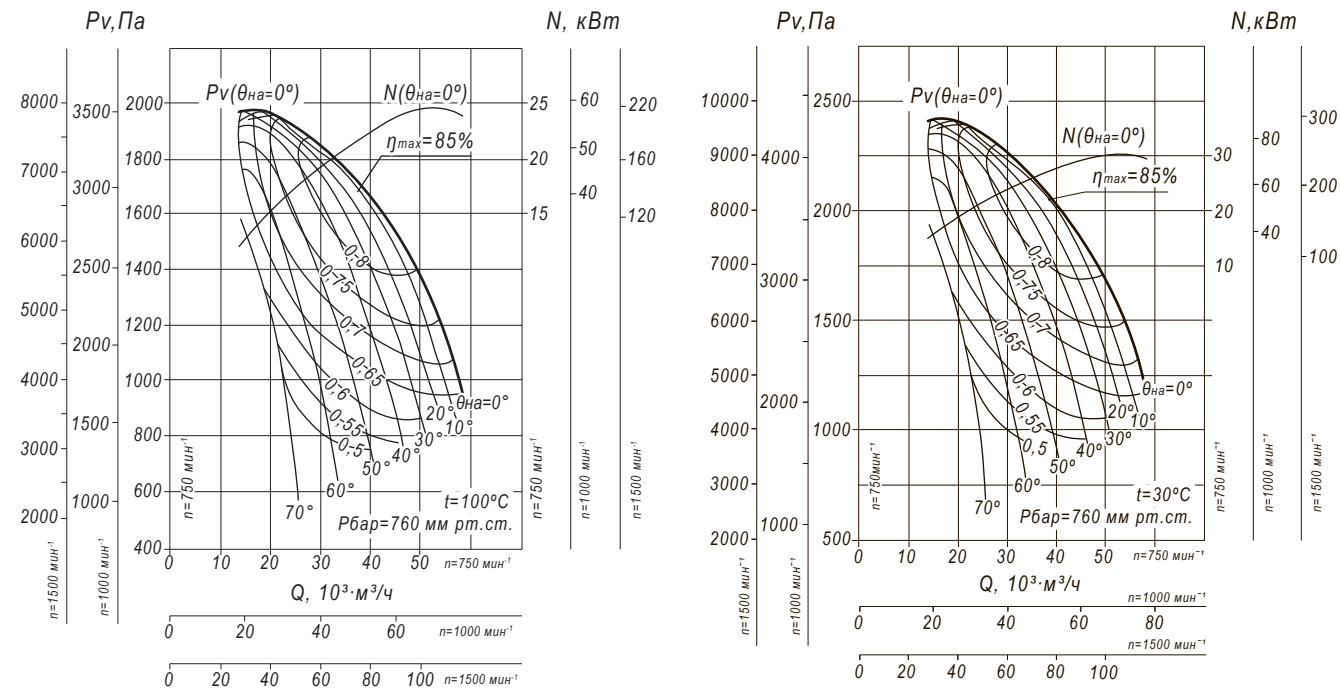 Pv,Па
N, кВт
8000
7000
6000
5000
4000
3000
2000
n=1500 мин⁻¹
3500
3000
2500
2000
1500
1000
n=1000 мин⁻¹
2000
1800
1600
1400
1200
1000
800
600
400
n=750 мин⁻¹
Pv(θна=0º)
N(θна=0º)
ηmax=85%
0,8
0,75
0,7
0,65
0,6
0,55
0,5
θна=0°
10°
20°
30°
40°
50°
60°
70°
t=100ºC
Pбар=760 мм рт.ст.
25
20
15
n=750 мин⁻¹
60
50
40
n=1000 мин⁻¹
220
160
120
n=1500 мин⁻¹
0 10 20 30 40 50 n=750 мин⁻¹
Q, 10³·м³/ч
0 20 40 60 n=1000 мин⁻¹
0 20 40 60 80 100 n=1500 мин⁻¹
Pv,Па
N,кВт
10000
9000
8000
7000
6000
5000
4000
3000
2000
n=1500 мин⁻¹
4000
3000
2000
1000
n=1000 мин⁻¹
2500
2000
1500
1000
500
n=750мин⁻¹
Pv(θна=0º)
N(θна=0º)
ηmax=85%
0,8
0,75
0,7
0,65
0,6
0,55
0,5
θна=0°
10°
20°
30°
40°
50º
60º
70º
t=30ºC
Pбар=760 мм рт.ст.
30
20
10
n=750 мин⁻¹
80
60
40
n=1000 мин⁻¹
300
200
100
n=1500 мин⁻¹
0 10 20 30 40 50 n=750 мин⁻¹
Q, 10³·м³/ч
n=1000 мин⁻¹
0 20 40 60 80
n=1500 мин⁻¹
0 20 40 60 80 100